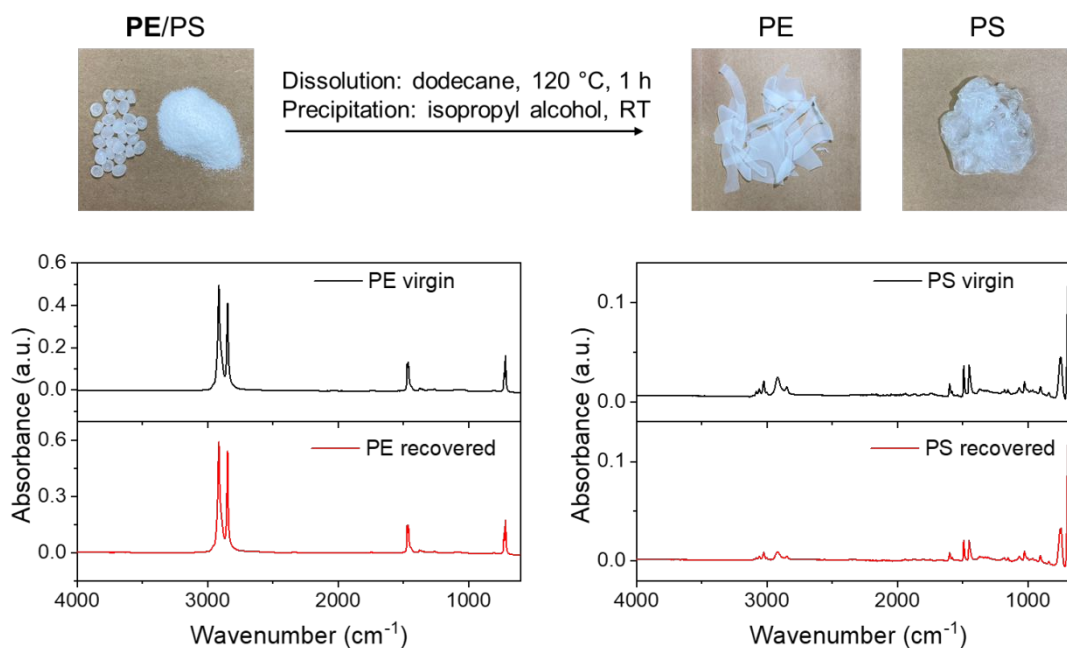 PE/PS
Dissolution: dodecane, 120 °C, 1 h
Precipitation: isopropyl alcohol, RT
PE
PS
0.6
0.4
0.2
0.0
PE virgin
0.6
0.3
0.0
PE recovered
Absorbance (a.u.)
4000
3000
2000
1000
Wavenumber (cm⁻¹)
0.1
0.0
PS virgin
0.1
0.0
PS recovered
Absorbance (a.u.)
4000
3000
2000
1000
Wavenumber (cm⁻¹)